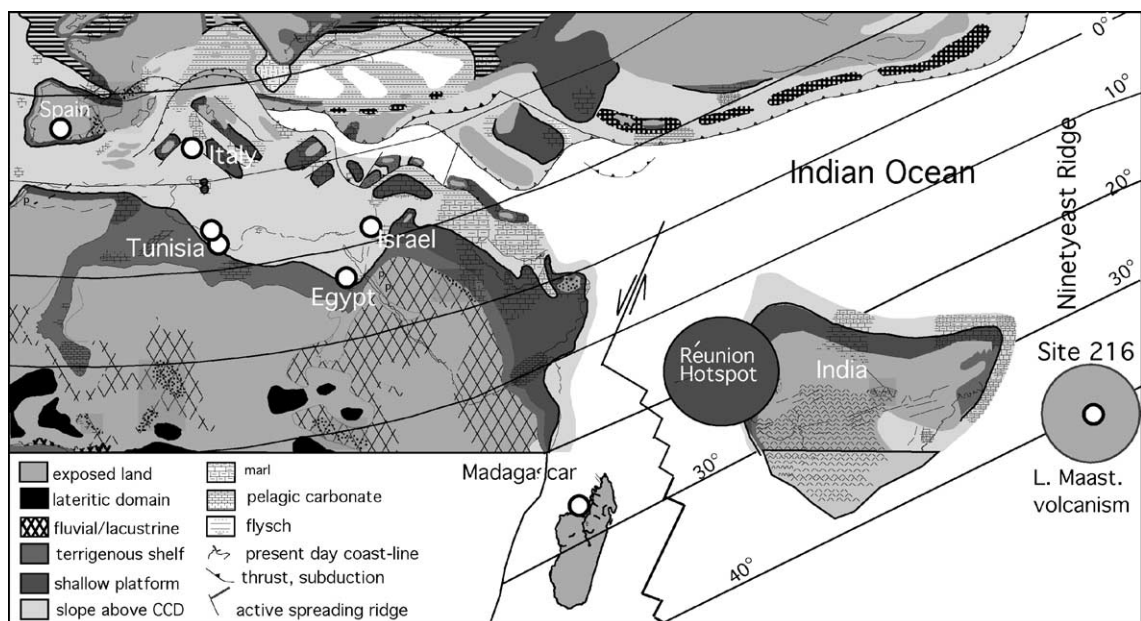 Spain
Italy
Tunisia
Israel
Egypt
Indian Ocean
Ninetyeast Ridge
0°
10°
20°
30°
Réunion
Hotspot
India
Site 216
L. Maast.
volcanism
Madagascar
30°
40°
exposed land
lateritic domain
fluvial/lacustrine
terrigenous shelf
shallow platform
slope above CCD
marl
pelagic carbonate
flysch
present day coast-line
thrust, subduction
active spreading ridge
p
p
p